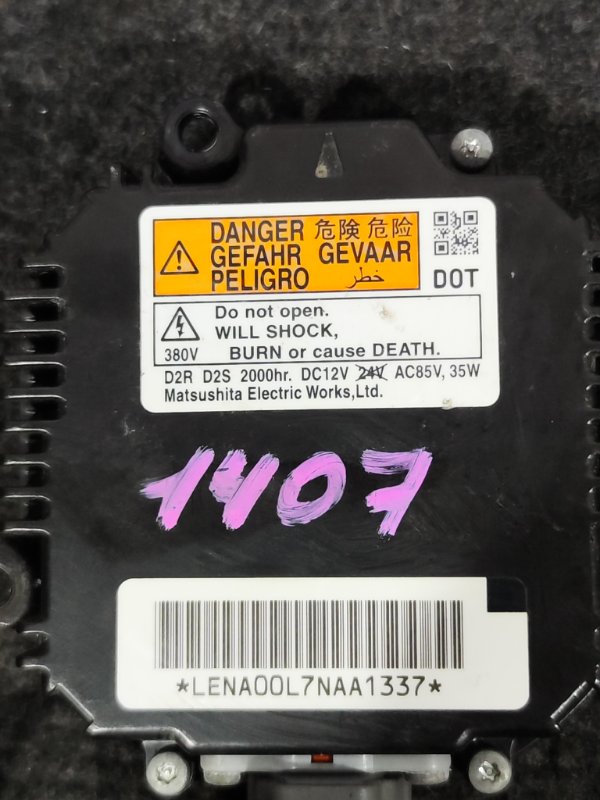 DANGER 危険 危险
GEFAHR GEVAAR
PELIGRO خطر
DOT
Do not open.
WILL SHOCK,
380V BURN or cause DEATH.
D2R D2S 2000hr. DC12V 24V AC85V, 35W
Matsushita Electric Works,Ltd.
1407
*LENA00L7NAA1337*